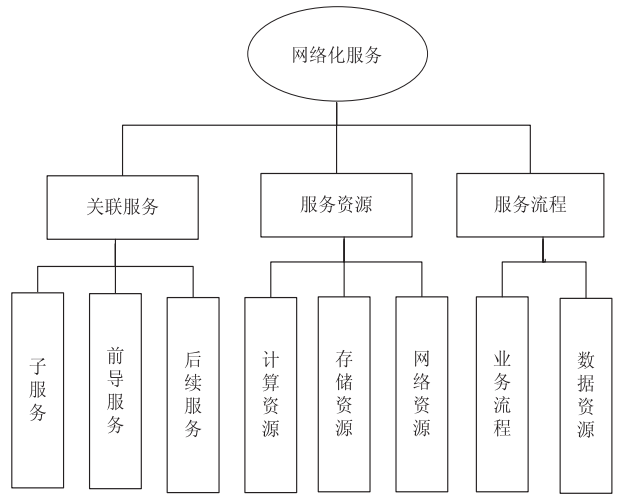 网络化服务
关联服务
服务资源
服务流程
子服务
前导服务
后续服务
计算资源
存储资源
网络资源
业务流程
数据资源